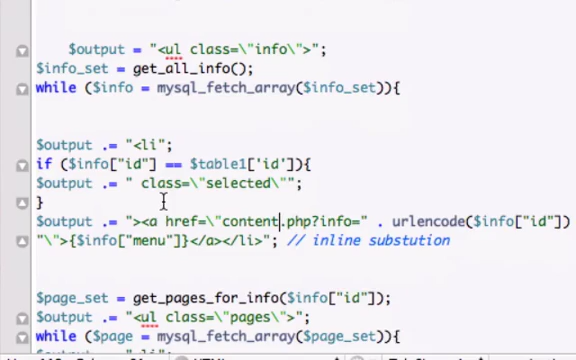 $output = "<ul class=\"info\">";
$info_set = get_all_info();
while ($info = mysql_fetch_array($info_set)){
$output .= "<li";
if ($info["id"] == $table1['id']){
$output .= " class=\"selected\"";
}
$output .= "><a href=\"content.php?info=" . urlencode($info["id"])
"\">{$info["menu"]}</a></li>"; // inline substution
$page_set = get_pages_for_info($info["id"]);
$output .= "<ul class=\"pages\">";
while ($page = mysql_fetch_array($page_set)){